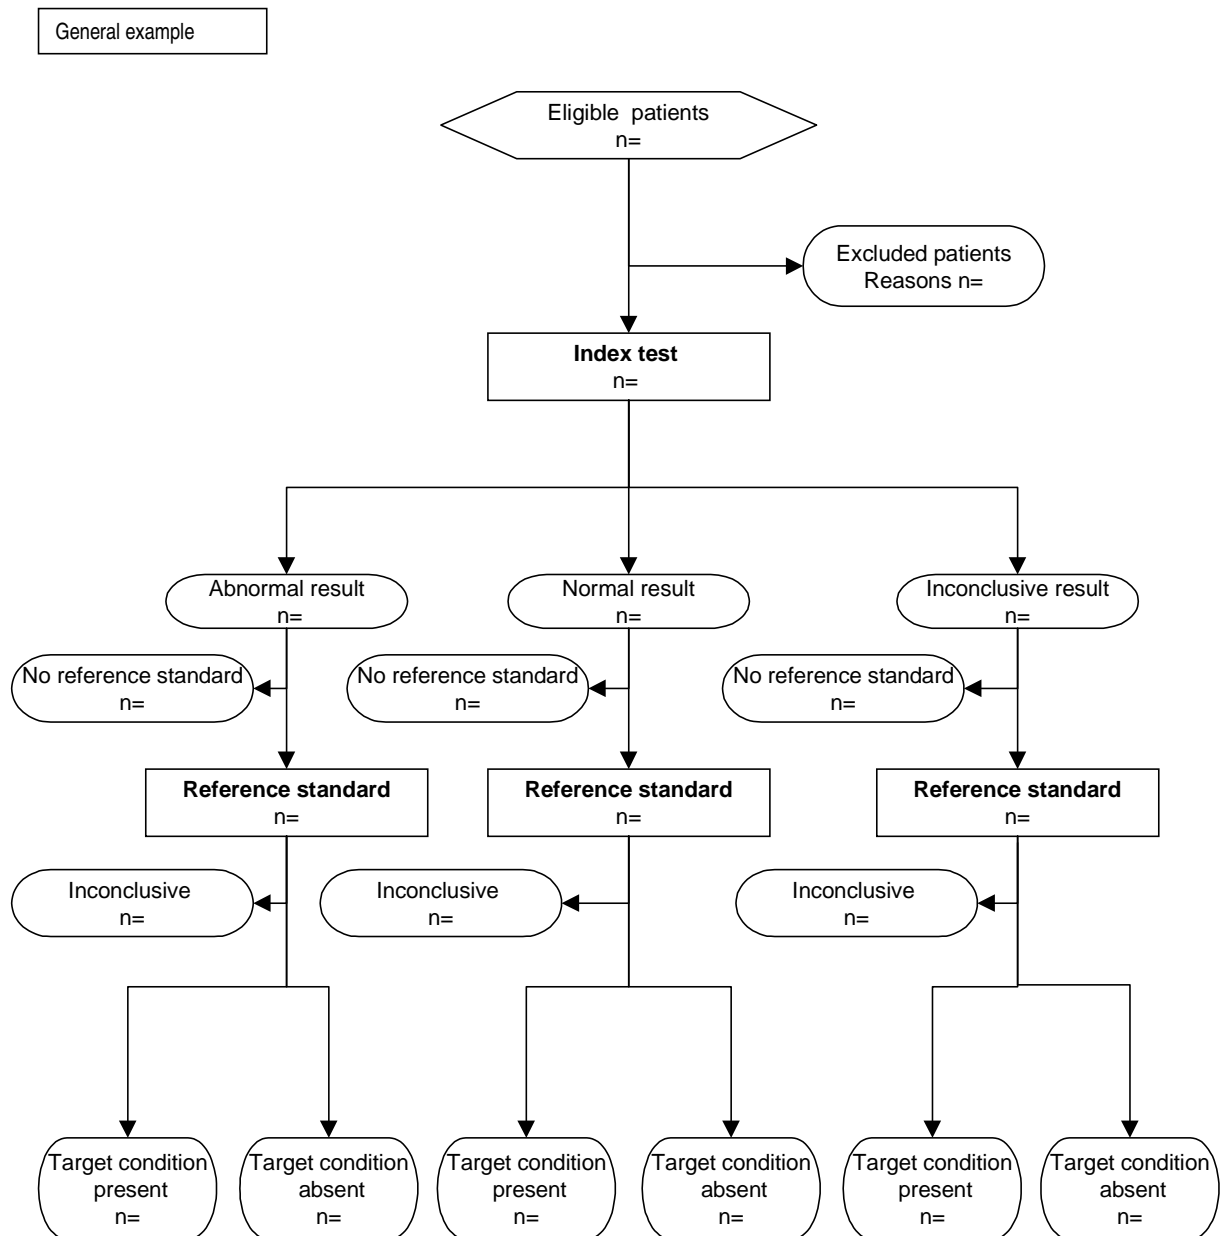 General example
Eligible  patients
n=
Excluded patients
Reasons n=
Index test
n=
Abnormal result
n=
Normal result
n=
Inconclusive result
n=
No reference standard
n=
No reference standard
n=
No reference standard
n=
Reference standard
n=
Reference standard
n=
Reference standard
n=
Inconclusive
n=
Inconclusive
n=
Inconclusive
n=
Target condition
present
n=
Target condition
absent
n=
Target condition
present
n=
Target condition
absent
n=
Target condition
present
n=
Target condition
absent
n=